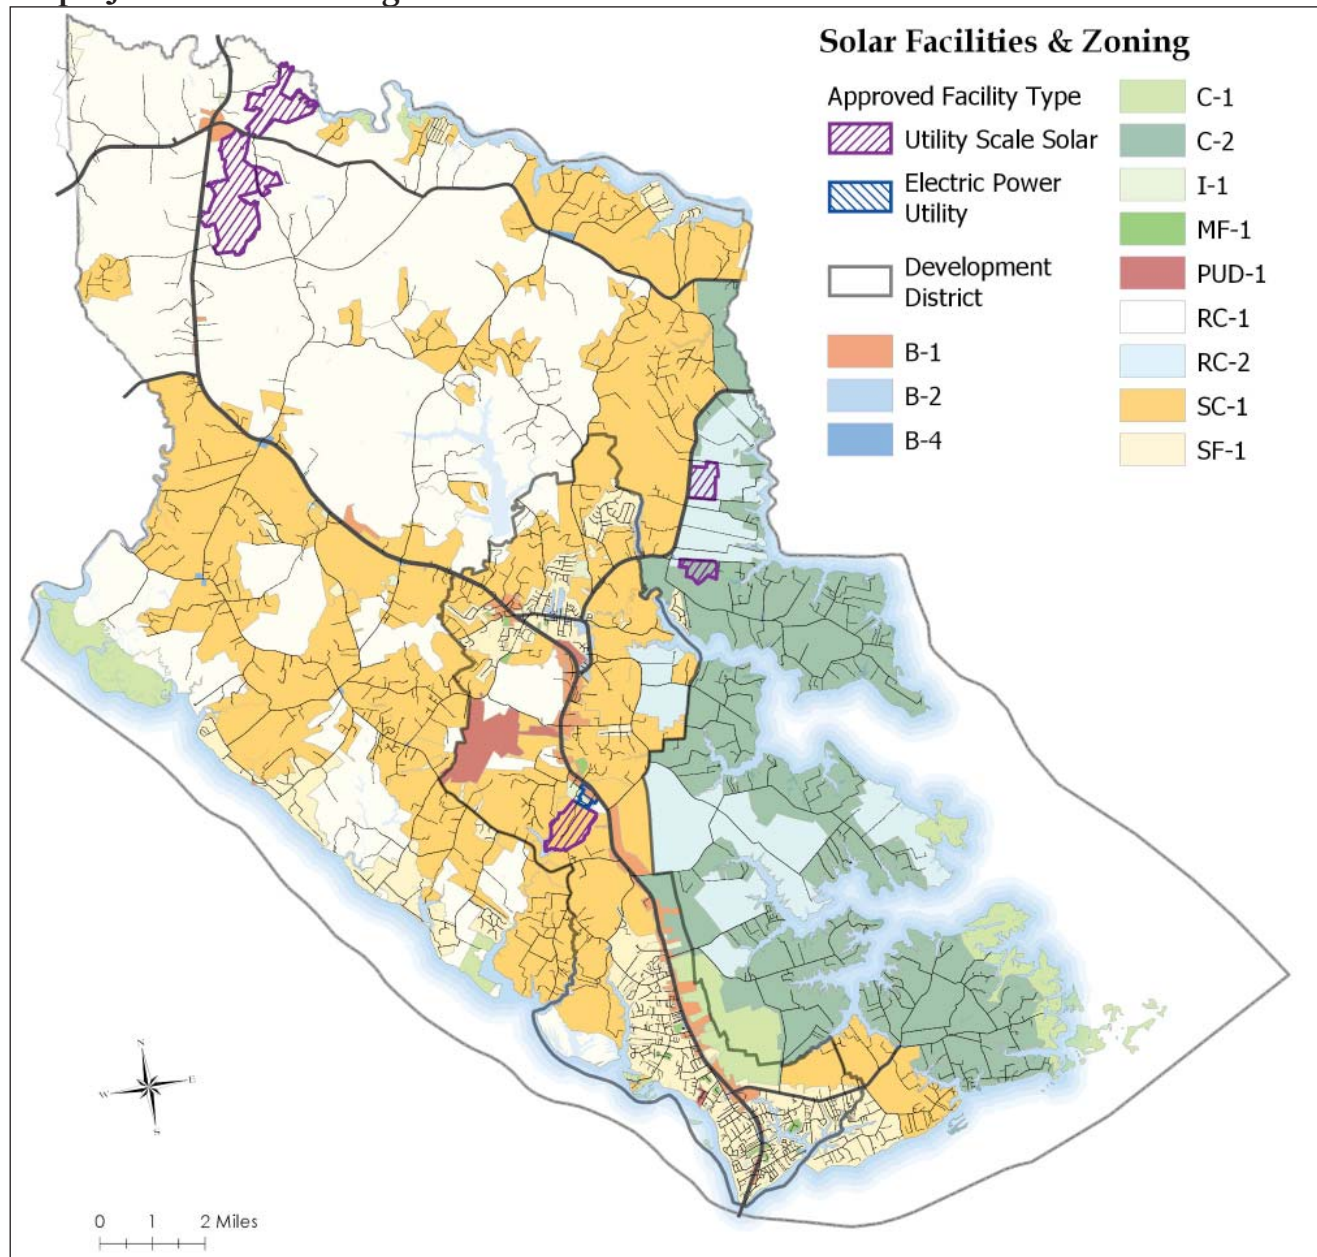 Solar Facilities & Zoning
Approved Facility Type
Utility Scale Solar
Electric Power
Utility
Development
District
B-1
B-2
B-4
C-1
C-2
I-1
MF-1
PUD-1
RC-1
RC-2
SC-1
SF-1
N
W
E
S
0 1 2 Miles